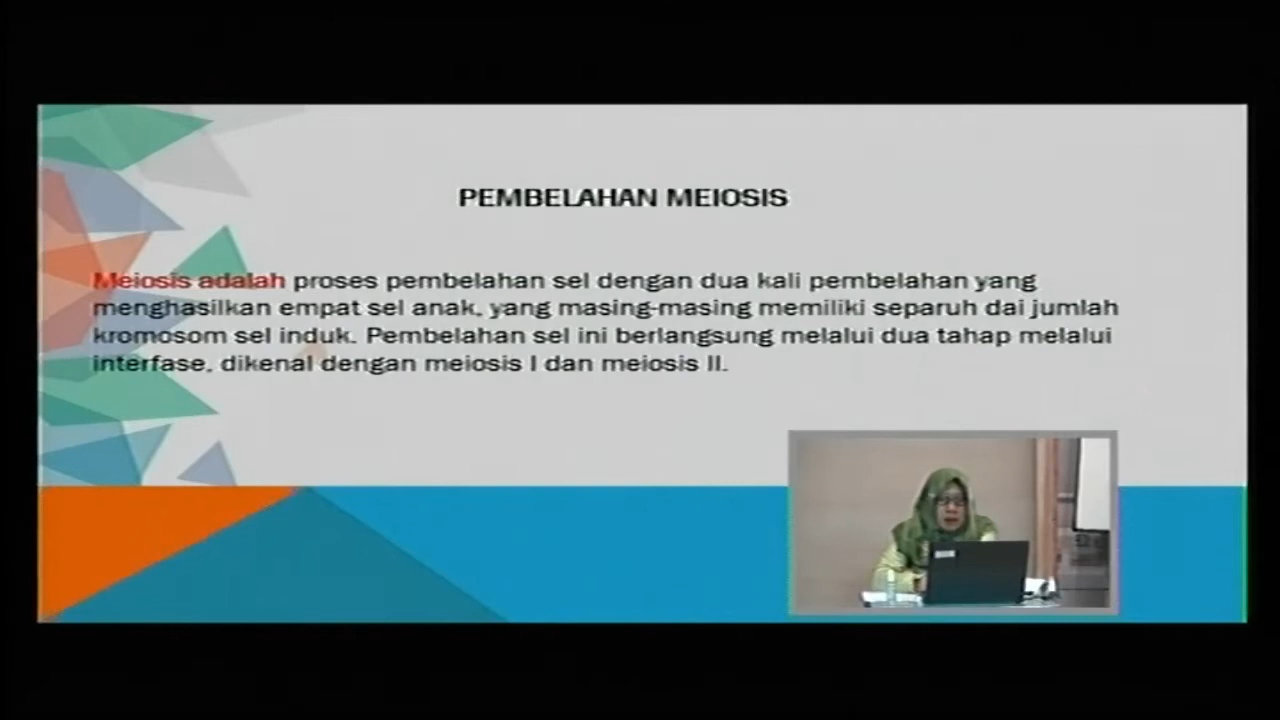 PEMBELAHAN MEIOSIS
Meiosis adalah proses pembelahan sel dengan dua kali pembelahan yang
menghasilkan empat sel anak, yang masing-masing memiliki separuh dai jumlah
kromosom sel induk. Pembelahan sel ini berlangsung melalui dua tahap melalui
interfase, dikenal dengan meiosis I dan meiosis II.